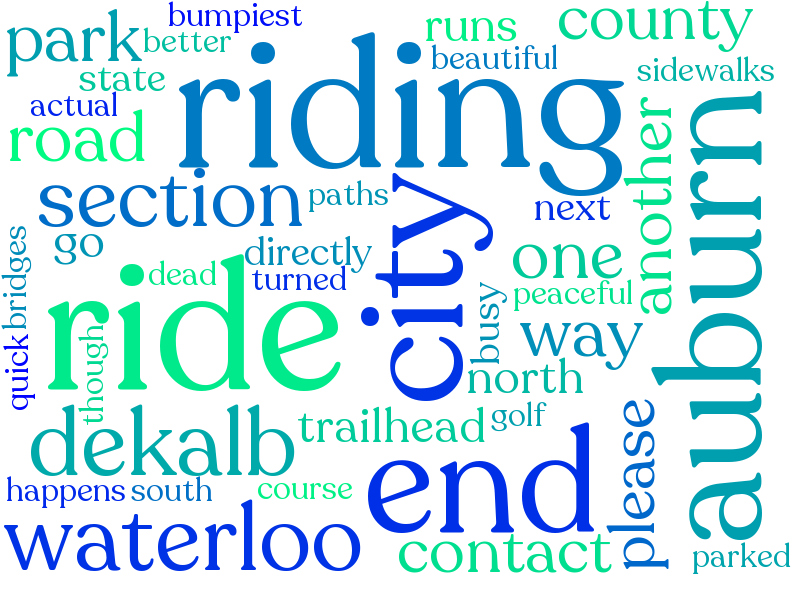 bumpiest
park
better
runs
county
beautiful
state
sidewalks
actual
riding
road
another
auburn
section
paths
city
next
go
directly
one
bridges
dead
turned
busy
peaceful
ride
way
quick
though
north
dekalb
trailhead
golf
please
happens
south
course
end
waterloo
contact
parked